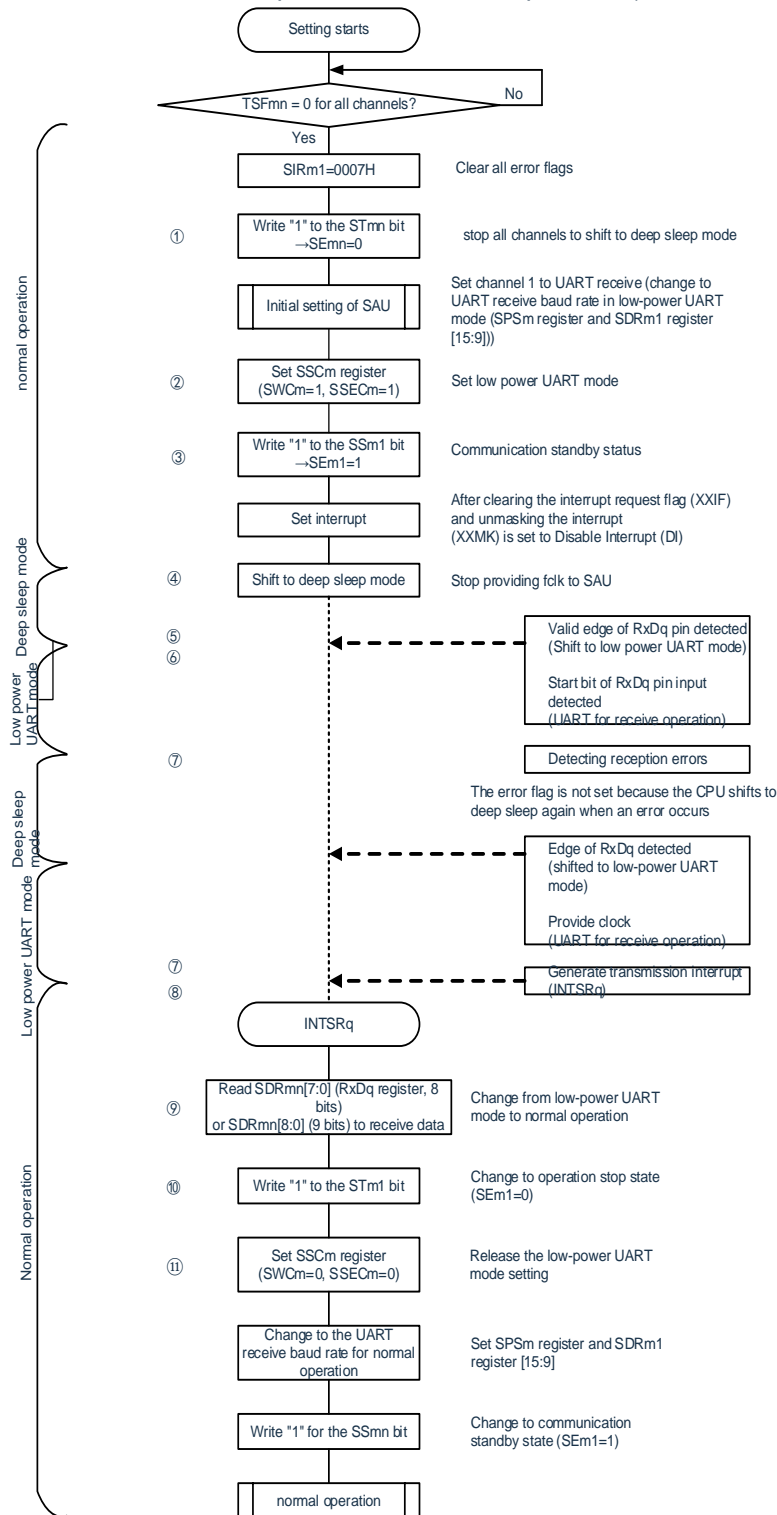 Setting starts
TSFmn = 0 for all channels?
No
Yes
SIRm1=0007H
Clear all error flags
①
Write "1" to the STmn bit
→SEmn=0
stop all channels to shift to deep sleep mode
normal operation
Initial setting of SAU
Set channel 1 to UART receive (change to
UART receive baud rate in low-power UART
mode (SPSm register and SDRm1 register
[15:9]))
②
Set SSCm register
(SWCm=1, SSECm=1)
Set low power UART mode
③
Write "1" to the SSm1 bit
→SEm1=1
Communication standby status
Set interrupt
After clearing the interrupt request flag (XXIF)
and unmasking the interrupt
(XXMK) is set to Disable Interrupt (DI)
Deep sleep mode
④
Shift to deep sleep mode
Stop providing fclk to SAU
⑤
⑥
Valid edge of RxDq pin detected
(Shift to low power UART mode)
Start bit of RxDq pin input
detected
(UART for receive operation)
Low power
UART mode
⑦
Detecting reception errors
The error flag is not set because the CPU shifts to
deep sleep again when an error occurs
Deep sleep
mode
Edge of RxDq detected
(shifted to low-power UART
mode)
Provide clock
(UART for receive operation)
Low power UART mode
⑦
⑧
Generate transmission interrupt
(INTSRq)
INTSRq
⑨
Read SDRmn[7:0] (RxDq register, 8
bits)
or SDRmn[8:0] (9 bits) to receive data
Change from low-power UART
mode to normal operation
⑩
Write "1" to the STm1 bit
Change to operation stop state
(SEm1=0)
Normal operation
⑪
Set SSCm register
(SWCm=0, SSECm=0)
Release the low-power UART
mode setting
Change to the UART
receive baud rate for normal
operation
Set SPSm register and SDRm1
register [15:9]
Write "1" for the SSmn bit
Change to communication
standby state (SEm1=1)
normal operation